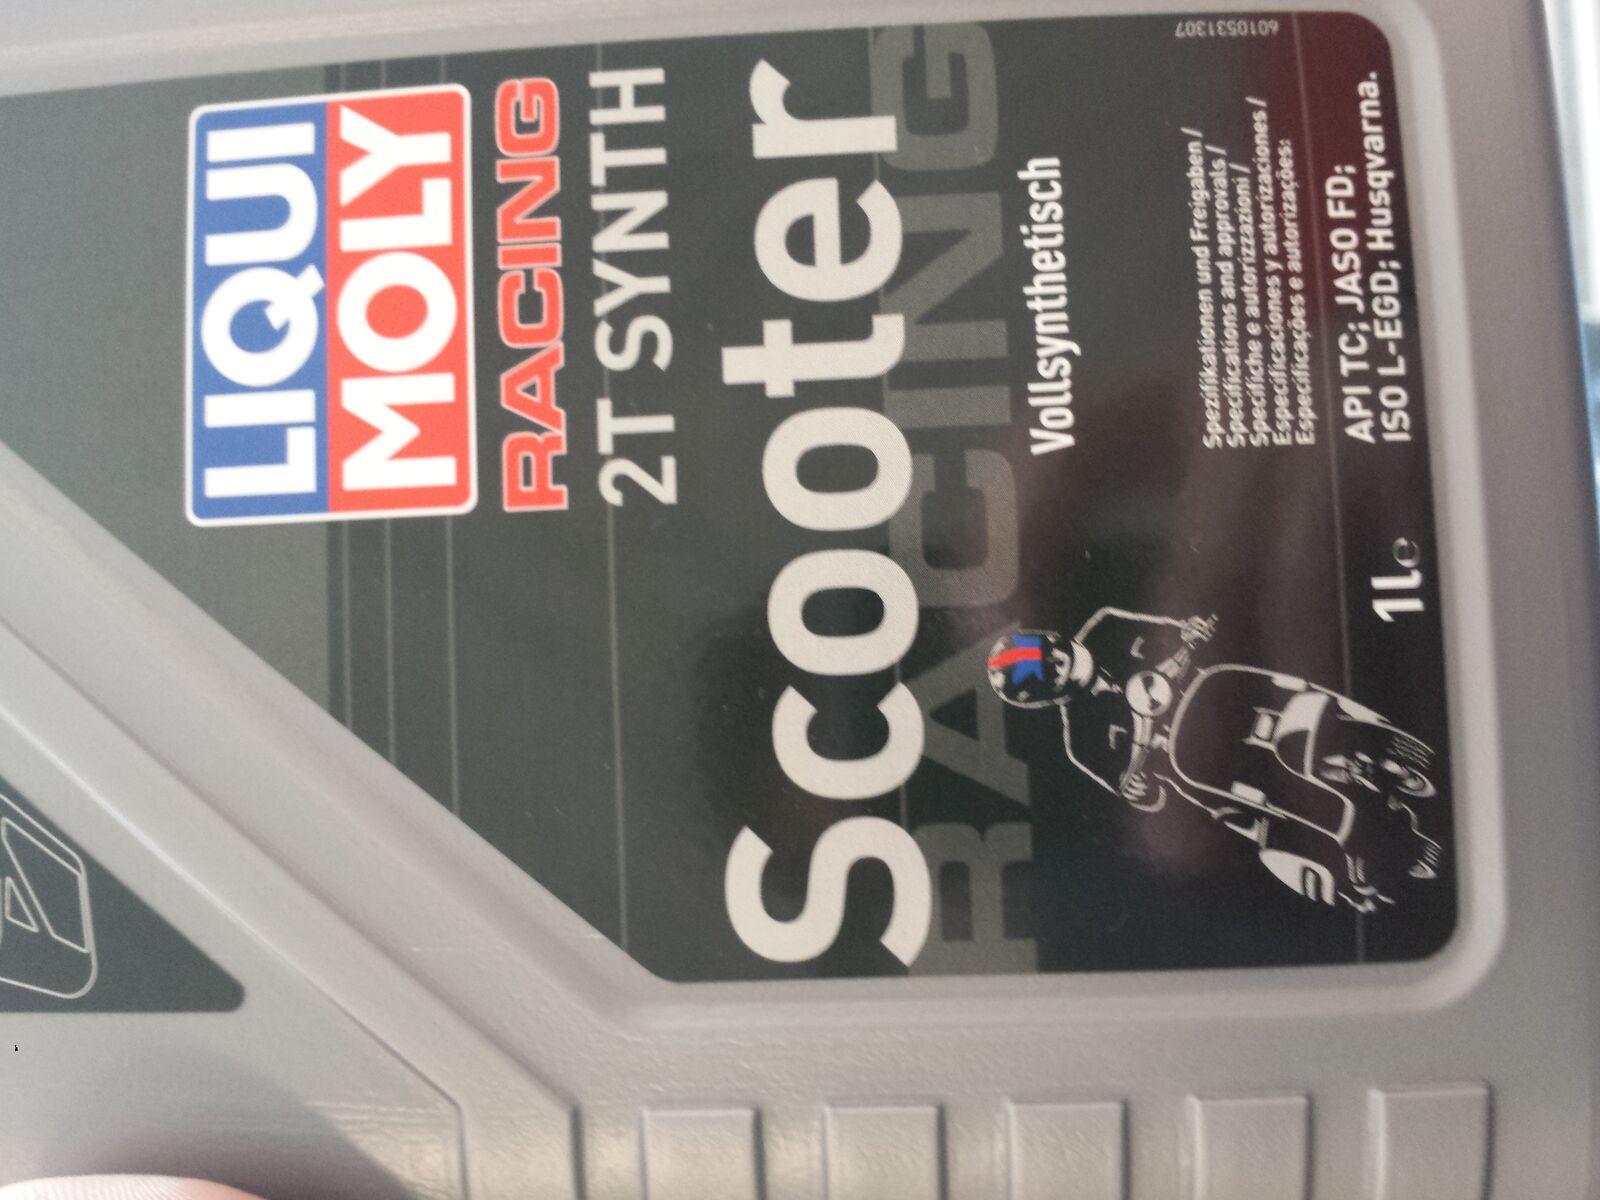 LIQUI
MOLY
RACING
2T SYNTH
Scooter
RACING
Vollsynthetisch
Spezifikationen und Freigaben /
Specifications and approvals /
Specifiche e autorizzazioni /
Especificaciones y autorizaciones /
Especificações e autorizações:
API TC; JASO FD;
ISO L-EGD; Husqvarna.
1L e
6010531307